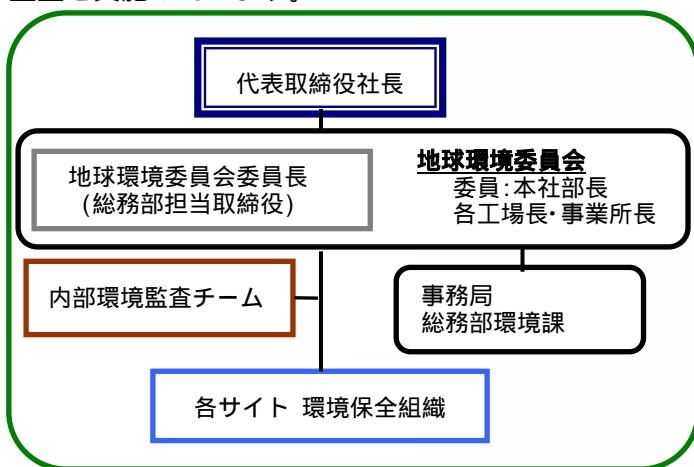 代表取締役社長
地球環境委員会委員長
(総務部担当取締役)
地球環境委員会
委員:本社部長
各工場長・事業所長
内部環境監査チーム
事務局
総務部環境課
各サイト 環境保全組織